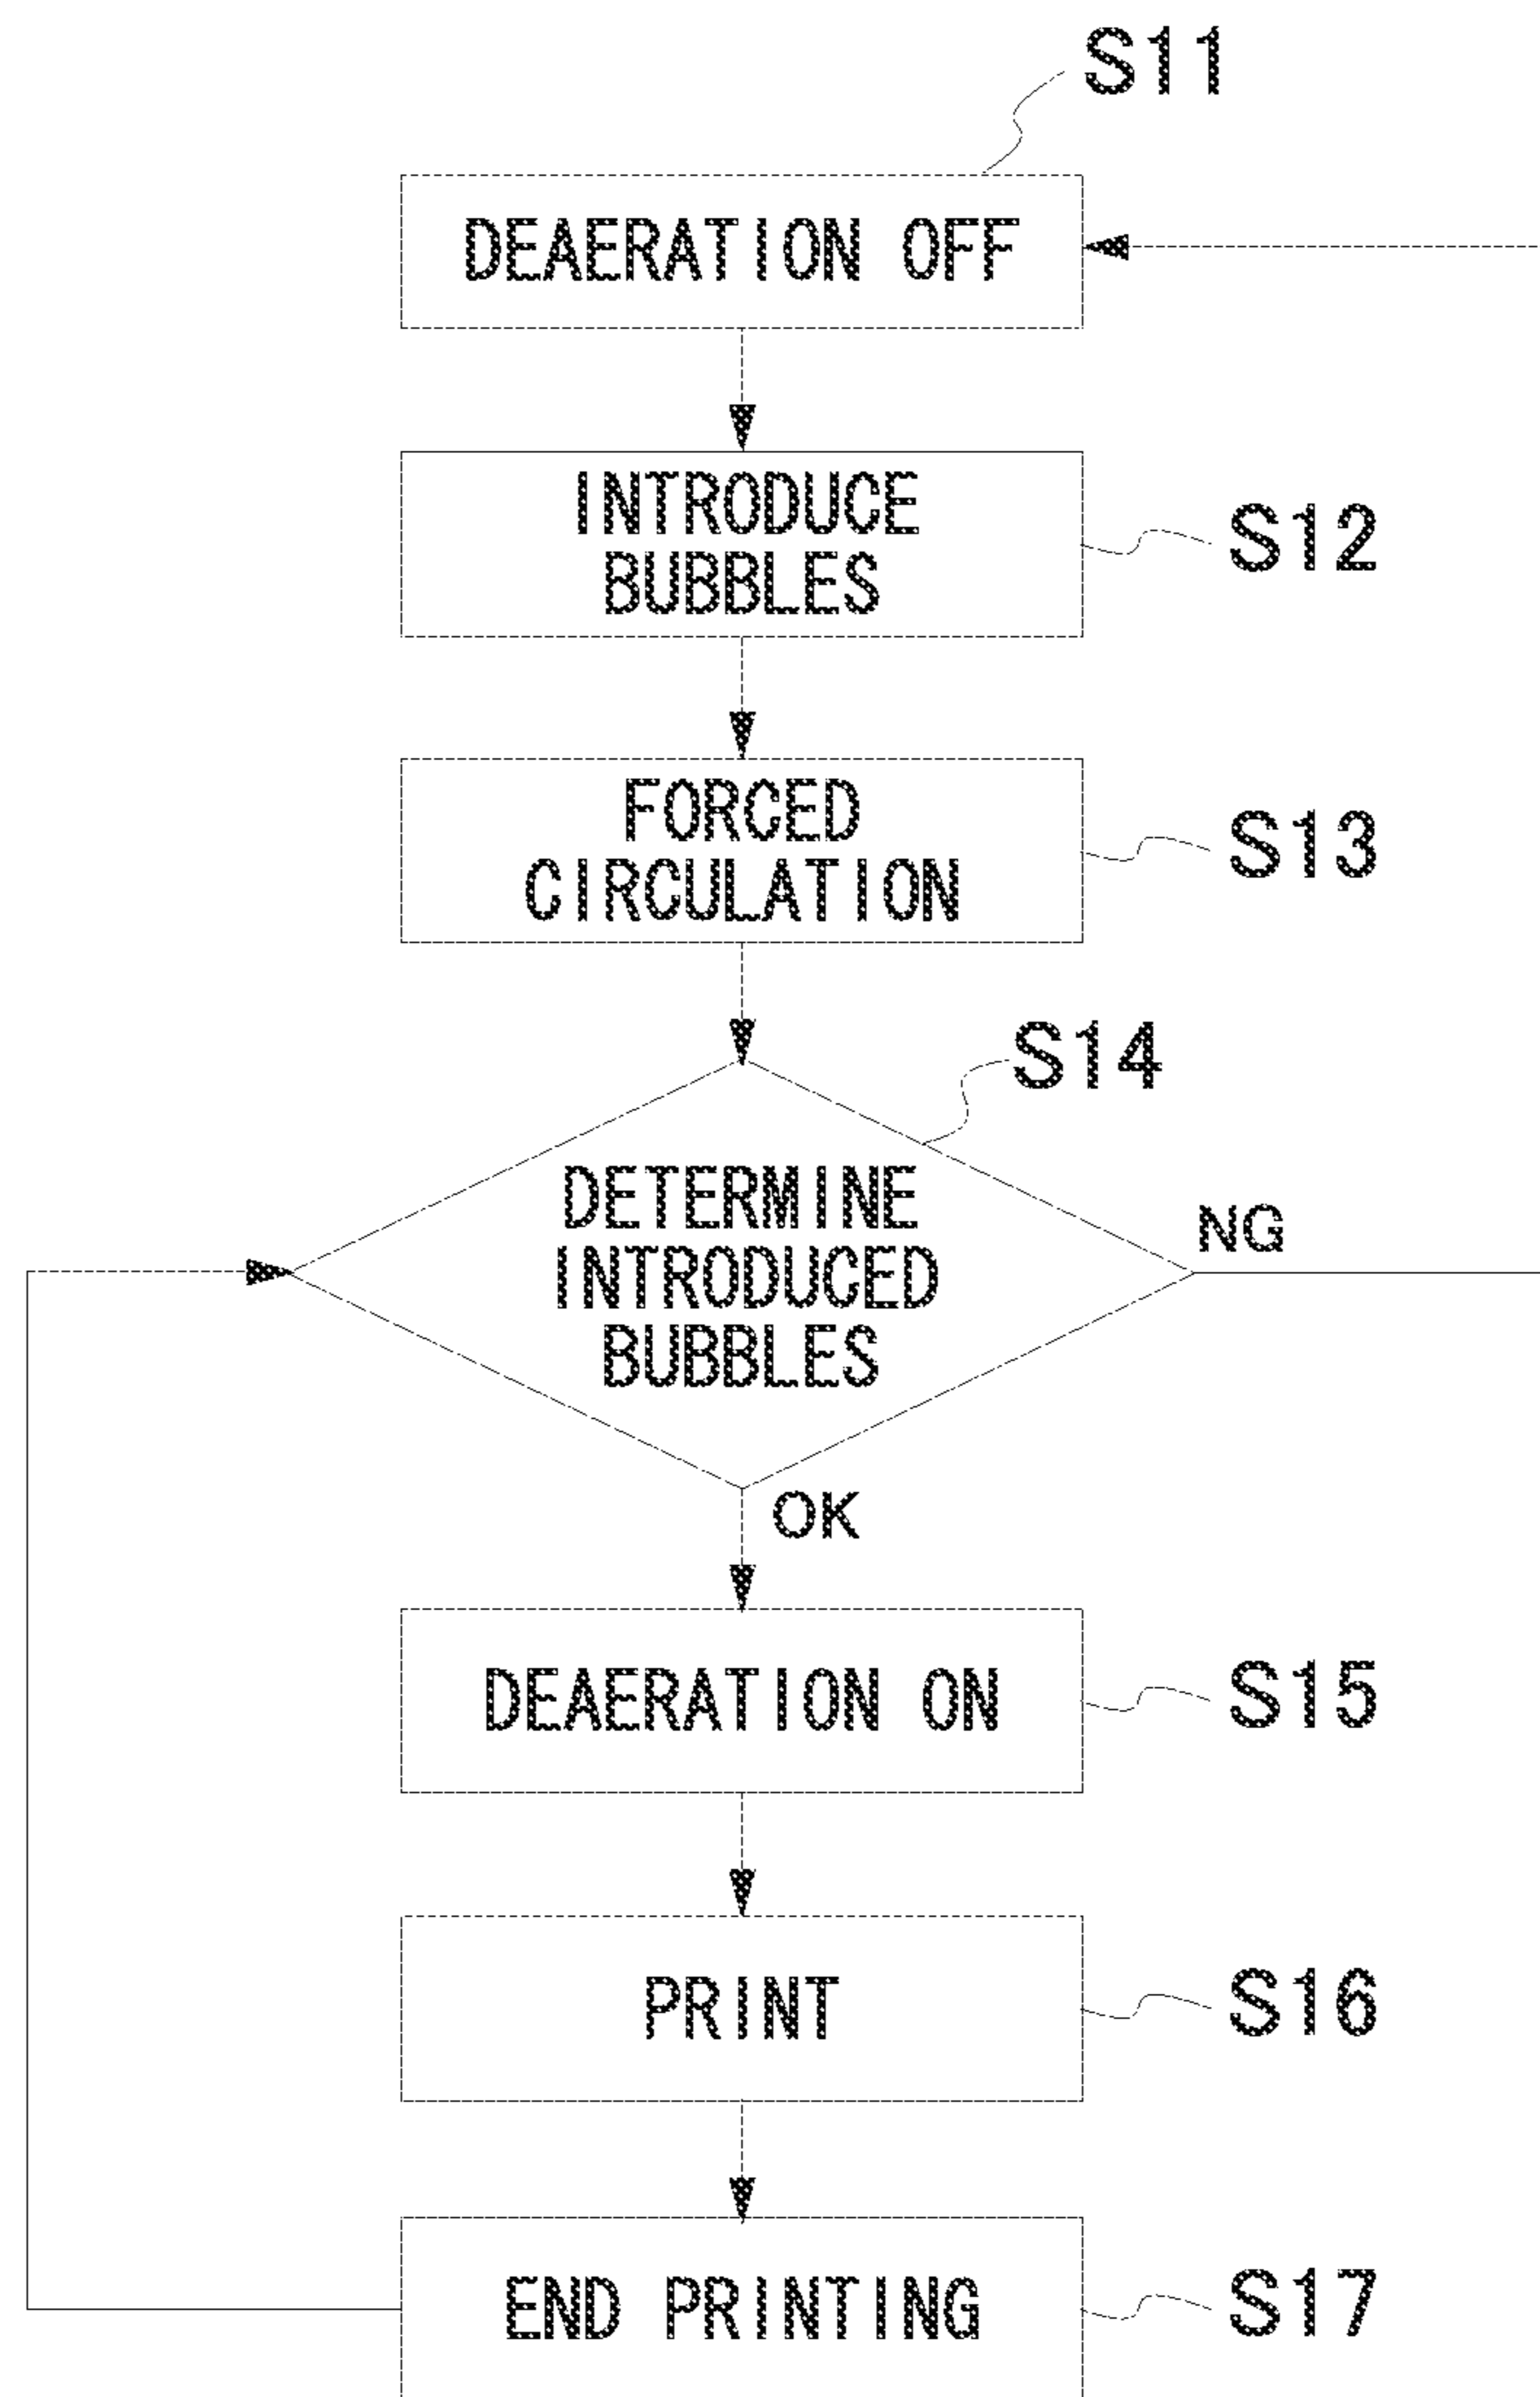 S11
DEAERATION OFF
INTRODUCE
BUBBLES
S12
FORCED
CIRCULATION
S13
S14
DETERMINE
INTRODUCED
BUBBLES
NG
OK
DEAERATION ON
S15
PRINT
S16
END PRINTING
S17